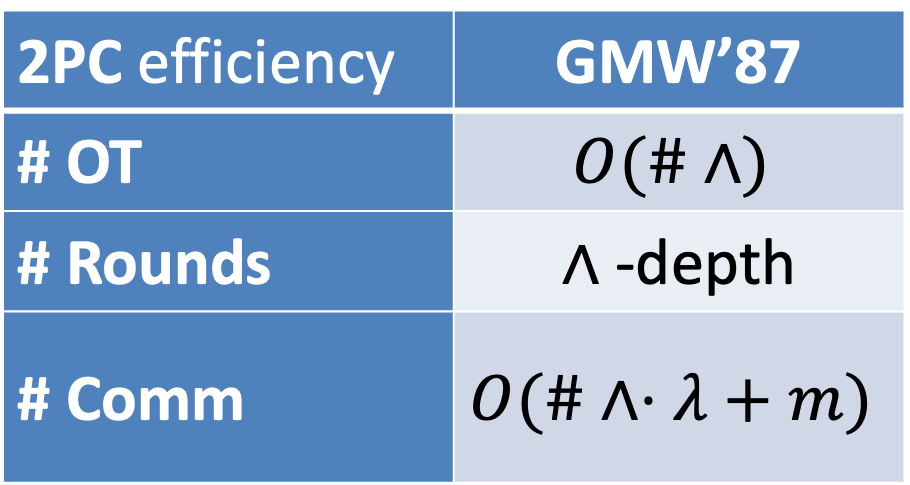 2PC efficiency GMW’87
# OT O(# ∧)
# Rounds ∧ -depth
# Comm O(# ∧· λ + m)